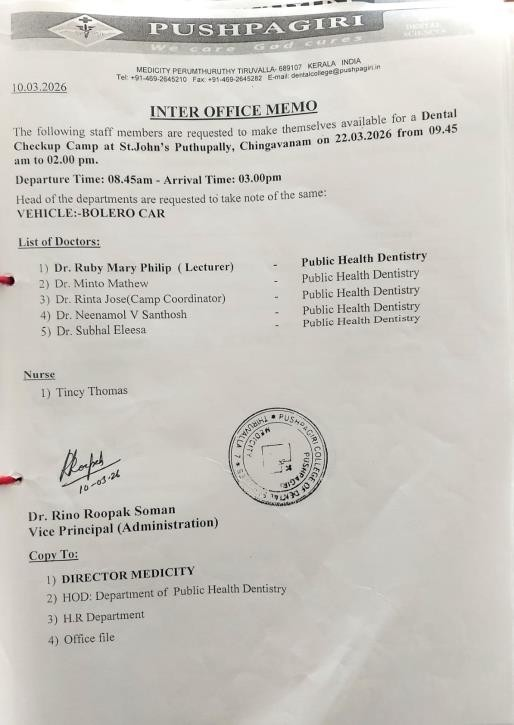 PUSHPAGIRI
DENTAL
SCIENCES
We care God cures
MEDICITY PERUMTHURUTHY TIRUVALLA- 689107 KERALA INDIA
Tel: +91-469-2645210 Fax: +91-469-2645282 E-mail: dentalcollege@pushpagiri.in
10.03.2026
INTER OFFICE MEMO
The following staff members are requested to make themselves available for a Dental
Checkup Camp at St.John's Puthupally, Chingavanam on 22.03.2026 from 09.45
am to 02.00 pm.
Departure Time: 08.45am - Arrival Time: 03.00pm
Head of the departments are requested to take note of the same:
VEHICLE:-BOLERO CAR
List of Doctors:
1) Dr. Ruby Mary Philip ( Lecturer) - Public Health Dentistry
2) Dr. Minto Mathew - Public Health Dentistry
3) Dr. Rinta Jose(Camp Coordinator) - Public Health Dentistry
4) Dr. Neenamol V Santhosh - Public Health Dentistry
5) Dr. Subhal Eleesa - Public Health Dentistry
Nurse
1) Tincy Thomas
PUSHPAGIRI COLLEGE OF DENTAL
THIRUVALLA 7
MEDICITY
PUSHPAGIRI
Roopak
10-03-26
Dr. Rino Roopak Soman
Vice Principal (Administration)
Copy To:
1) DIRECTOR MEDICITY
2) HOD: Department of Public Health Dentistry
3) H.R Department
4) Office file